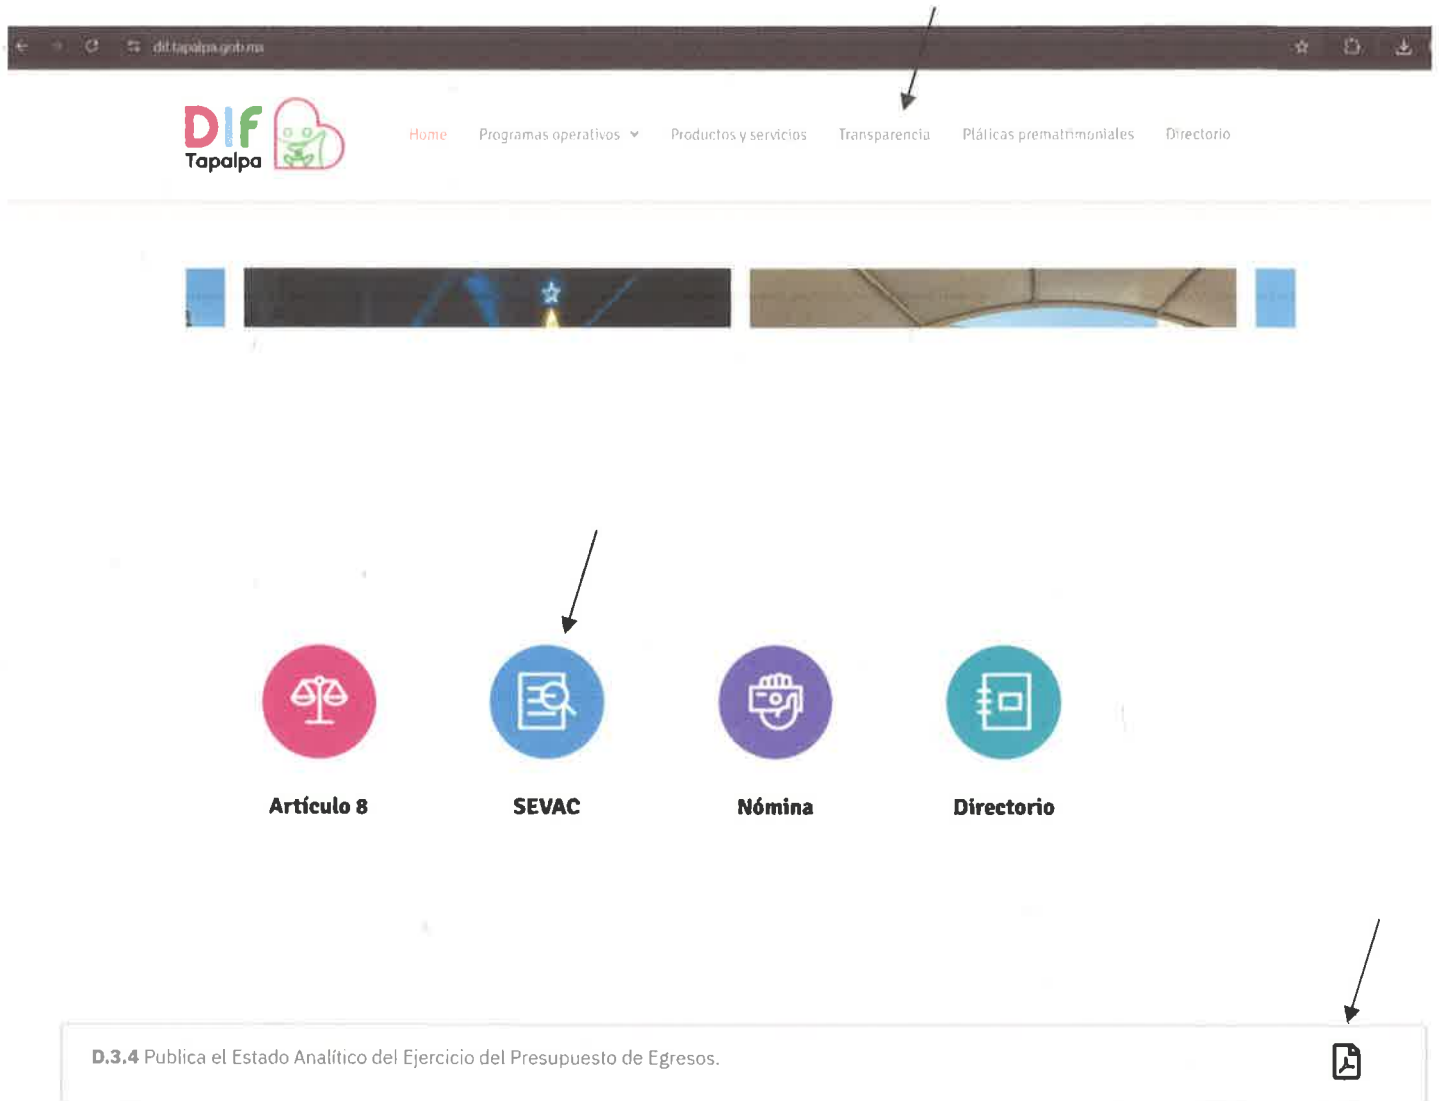 dif.tapalpa.gob.mx
DIF
Tapalpa
Home Programas operativos Productos y servicios Transparencia Pláticas prematrimoniales Directorio
Artículo 8 SEVAC Nómina Directorio
D.3.4 Publica el Estado Analítico del Ejercicio del Presupuesto de Egresos.